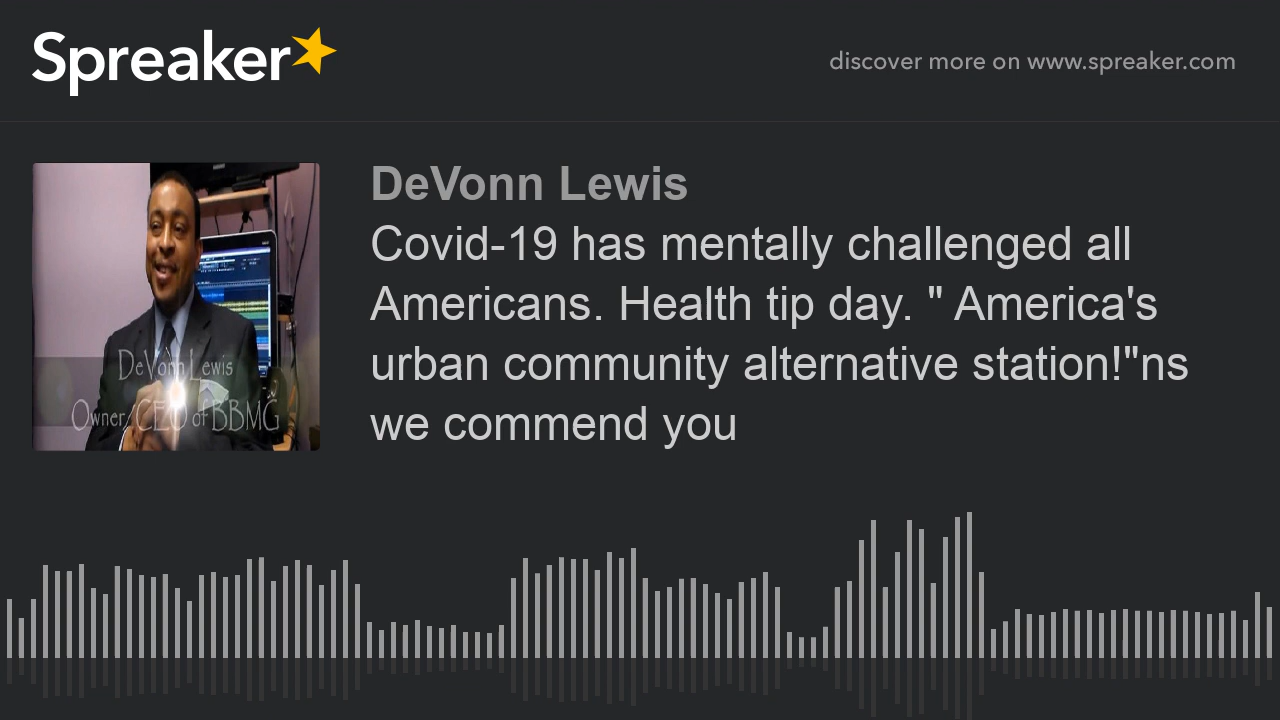 Spreaker
discover more on www.spreaker.com
DeVonn Lewis
Covid-19 has mentally challenged all
Americans. Health tip day. " America's
urban community alternative station!"ns
we commend you
DeVonn Lewis
Owner/CEO of BBMG